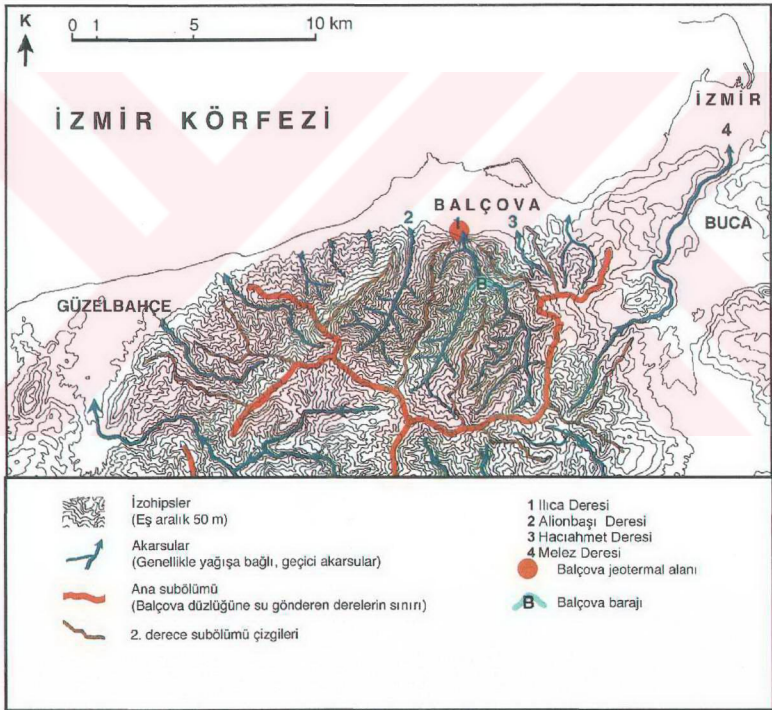 K
0 1 5 10 km
İZMİR KÖRFEZİ
İZMİR
4
BALÇOVA
2
1
3
BUCA
B
GÜZELBAHÇE
İzohipsler
(Eş aralık 50 m)
Akarsular
(Genellikle yağışa bağlı, geçici akarsular)
Ana subölümü
(Balçova düzlüğüne su gönderen derelerin sınırı)
2. derece subölümü çizgileri
1 Ilıca Deresi
2 Alionbaşı Deresi
3 Hacıahmet Deresi
4 Melez Deresi
Balçova jeotermal alanı
B Balçova barajı